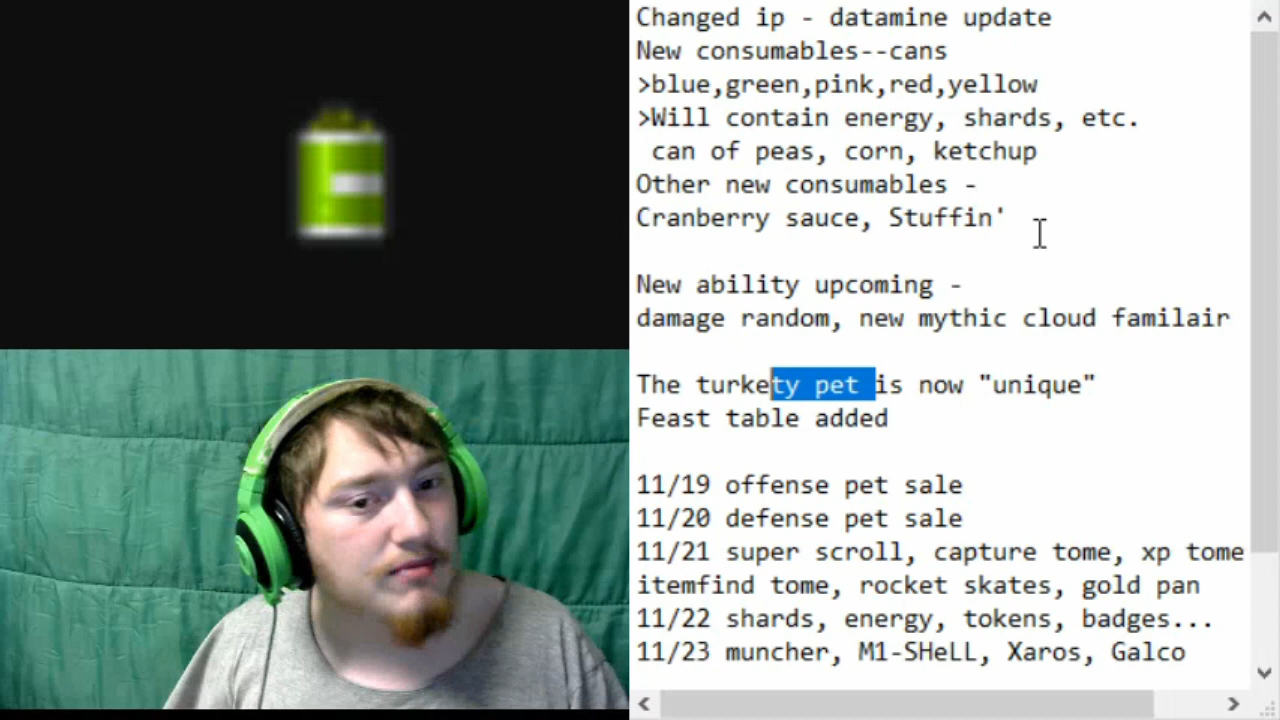 Changed ip - datamine update
New consumables--cans
>blue,green,pink,red,yellow
>Will contain energy, shards, etc.
can of peas, corn, ketchup
Other new consumables -
Cranberry sauce, Stuffin'
New ability upcoming -
damage random, new mythic cloud familair
The turkety pet is now "unique"
Feast table added
11/19 offense pet sale
11/20 defense pet sale
11/21 super scroll, capture tome, xp tome
itemfind tome, rocket skates, gold pan
11/22 shards, energy, tokens, badges...
11/23 muncher, M1-SHeLL, Xaros, Galco